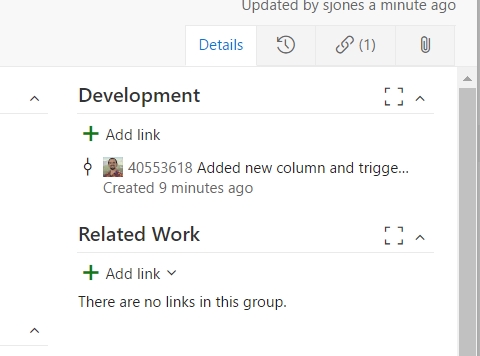 Updated by sjones a minute ago
Details
(1)
Development
Add link
40553618 Added new column and trigge...
Created 9 minutes ago
Related Work
Add link
There are no links in this group.